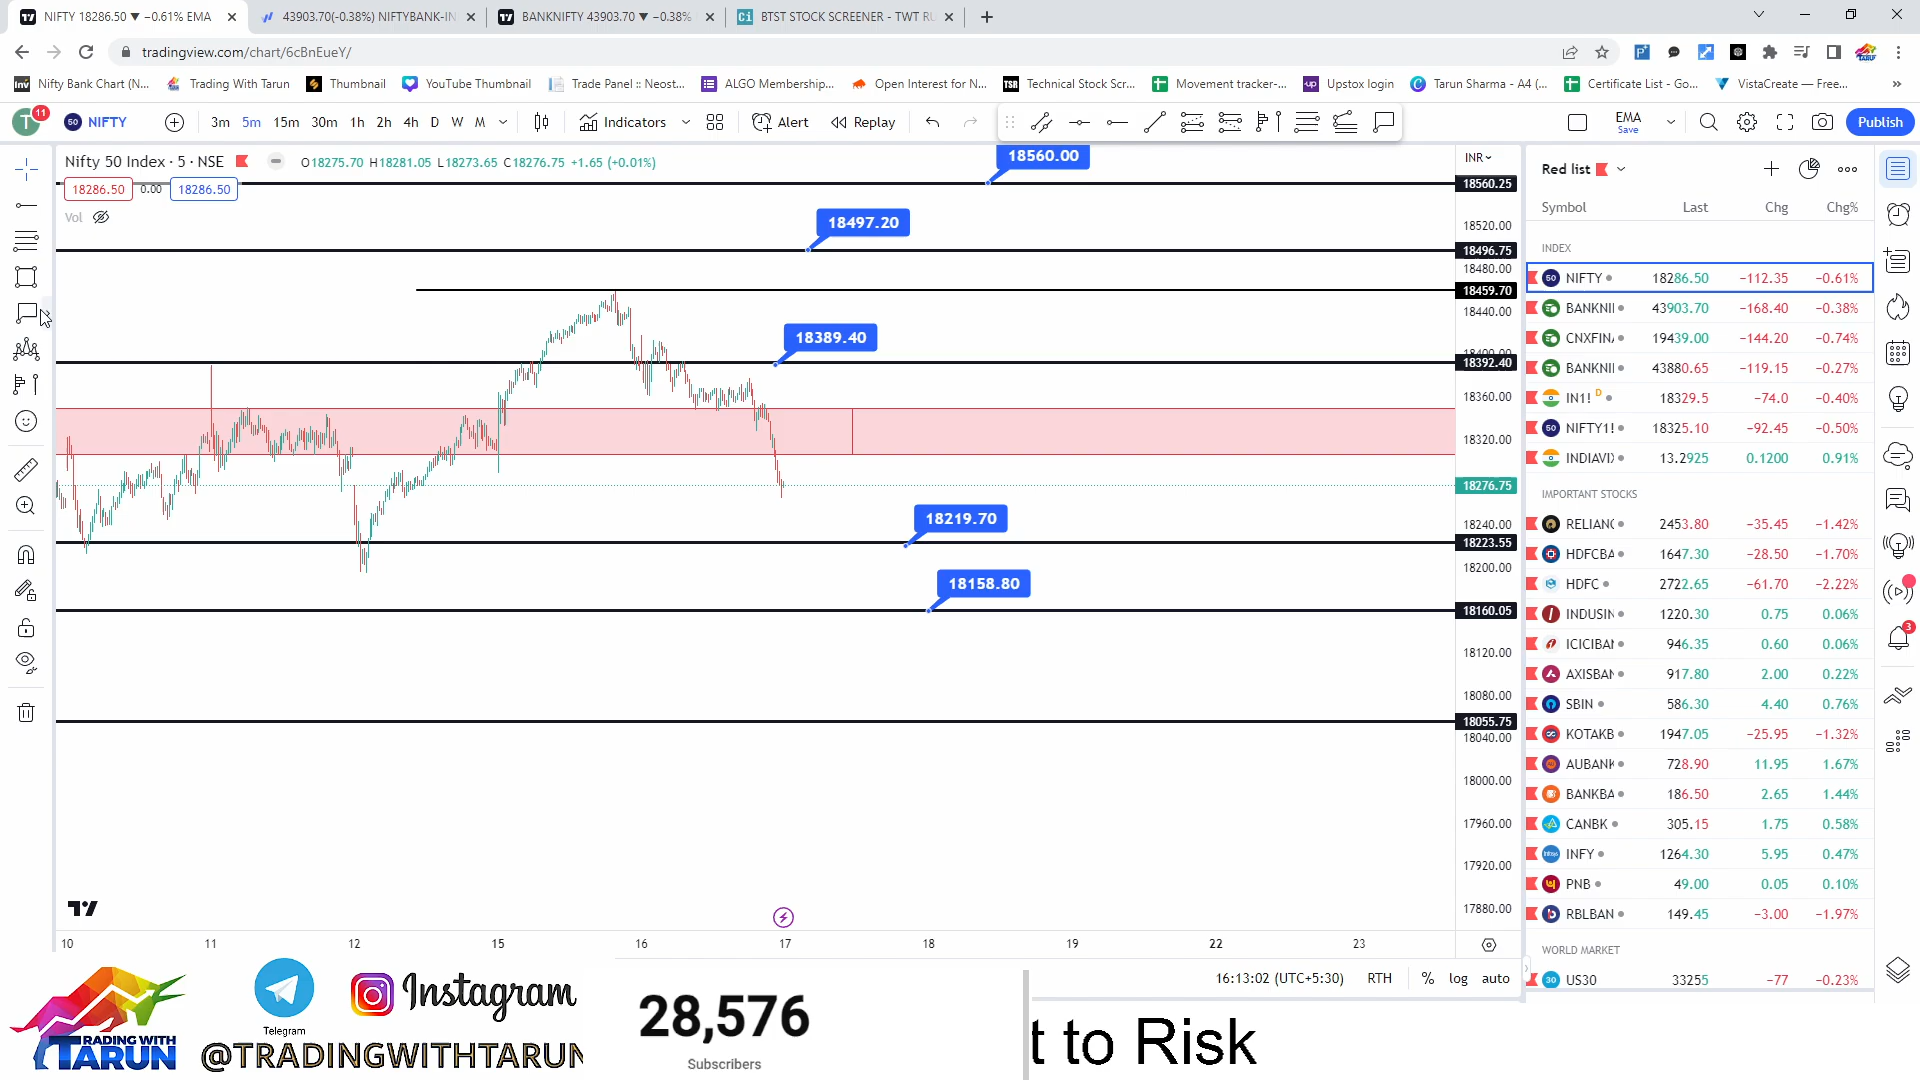 NIFTY 18286.50 ▼ −0.61% EMA
43903.70(-0.38%) NIFTYBANK-IN
BANKNIFTY 43903.70 ▼ −0.38%
BTST STOCK SCREENER - TWT RU
tradingview.com/chart/6cBnEueY/
Nifty Bank Chart (N...
Trading With Tarun
Thumbnail
YouTube Thumbnail
Trade Panel :: Neost...
ALGO Membership...
Open Interest for N...
Technical Stock Scr...
Movement tracker-...
Upstox login
Tarun Sharma - A4 (...
Certificate List - Go...
VistaCreate — Free...
T 11
NIFTY
3m 5m 15m 30m 1h 2h 4h D W M
Indicators
Alert
Replay
EMA
Save
Publish
Nifty 50 Index · 5 · NSE
O18275.70 H18281.05 L18273.65 C18276.75 +1.65 (+0.01%)
18286.50 0.00 18286.50
Vol
18560.00
18497.20
18389.40
18219.70
18158.80
INR
18560.25
18520.00
18496.75
18480.00
18459.70
18440.00
18400.00
18392.40
18360.00
18320.00
18276.75
18240.00
18223.55
18200.00
18160.05
18120.00
18080.00
18055.75
18040.00
18000.00
17960.00
17920.00
17880.00
10 11 12 15 16 17 18 19 22 23
16:13:02 (UTC+5:30) RTH % log auto
Red list
Symbol Last Chg Chg%
INDEX
NIFTY 18286.50 −112.35 −0.61%
BANKNII 43903.70 −168.40 −0.38%
CNXFIN 19439.00 −144.20 −0.74%
BANKNII 43880.65 −119.15 −0.27%
IN1! D 18329.5 −74.0 −0.40%
NIFTY1! 18325.10 −92.45 −0.50%
INDIAVI 13.2925 0.1200 0.91%
IMPORTANT STOCKS
RELIANC 2453.80 −35.45 −1.42%
HDFCBA 1647.30 −28.50 −1.70%
HDFC 2722.65 −61.70 −2.22%
INDUSIN 1220.30 0.75 0.06%
ICICIBA 946.35 0.60 0.06%
AXISBAN 917.80 2.00 0.22%
SBIN 586.30 4.40 0.76%
KOTAKB 1947.05 −25.95 −1.32%
AUBANK 728.90 11.95 1.67%
BANKBA 186.50 2.65 1.44%
CANBK 305.15 1.75 0.58%
INFY 1264.30 5.95 0.47%
PNB 49.00 0.05 0.10%
RBLBAN 149.45 −3.00 −1.97%
WORLD MARKET
US30 33255 −77 −0.23%
TRADING WITH
TARUN
Telegram
Instagram
@TRADINGWITHTARUN
28,576
Subscribers
t to Risk